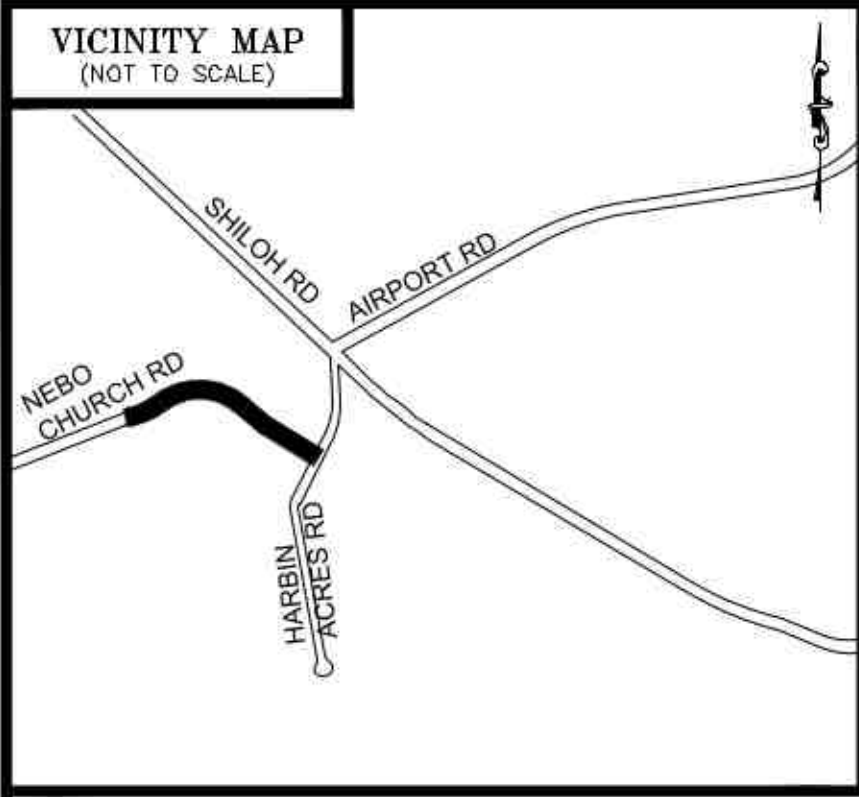 VICINITY MAP
(NOT TO SCALE)
SHILOH RD
AIRPORT RD
NEBO
CHURCH RD
HARBIN
ACRES RD